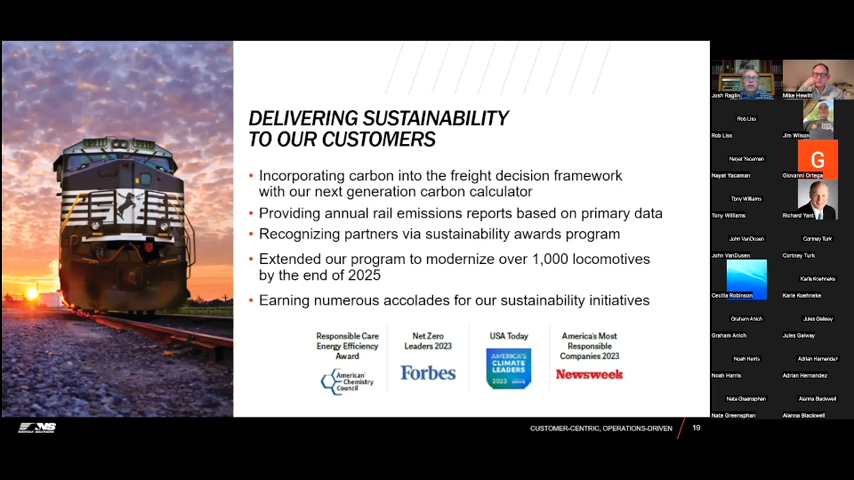 DELIVERING SUSTAINABILITY
TO OUR CUSTOMERS
• Incorporating carbon into the freight decision framework
with our next generation carbon calculator
• Providing annual rail emissions reports based on primary data
• Recognizing partners via sustainability awards program
• Extended our program to modernize over 1,000 locomotives
by the end of 2025
• Earning numerous accolades for our sustainability initiatives
Responsible Care
Energy Efficiency
Award
American
Chemistry
Council
Net Zero
Leaders 2023
Forbes
USA Today
AMERICA'S
CLIMATE
LEADERS
2023
America's Most
Responsible
Companies 2023
Newsweek
NS
CUSTOMER-CENTRIC, OPERATIONS-DRIVEN
19
Josh Raglin
Mike Hewitt
Rob Liss
Rob Liss
Jim Wilson
Nayat Yacaman
G
Nayat Yacaman
Giovanni Ortega
Tony Williams
Tony Williams
Richard Yant
John VanDusen
Cortney Turk
John VanDusen
Cortney Turk
Karle Koehneke
Cecilia Robinson
Karle Koehneke
Graham Anich
Jules Galway
Graham Anich
Jules Galway
Noah Harris
Adrian Hernandez
Noah Harris
Adrian Hernandez
Nate Greensphan
Alanna Blackwell
Nate Greensphan
Alanna Blackwell